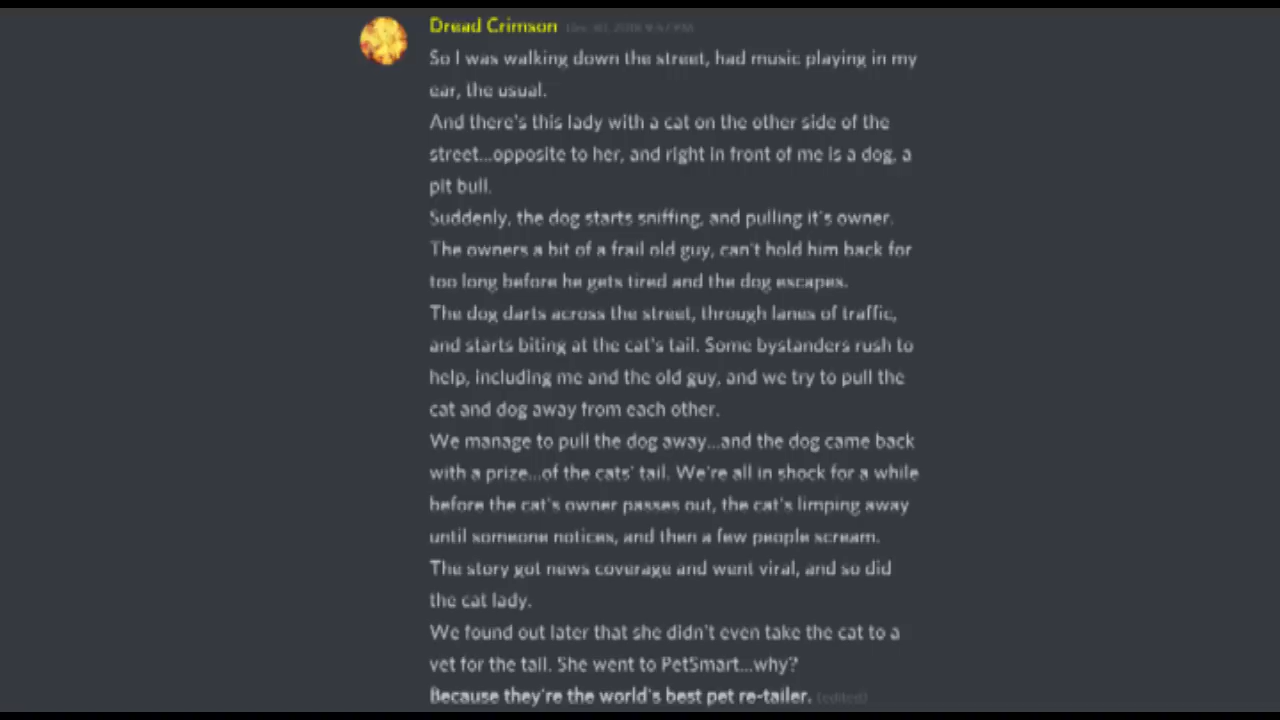 Dread Crimson
So I was walking down the street, had music playing in my
ear, the usual.
And there's this lady with a cat on the other side of the
street...opposite to her, and right in front of me is a dog, a
pit bull.
Suddenly, the dog starts sniffing, and pulling it's owner.
The owners a bit of a frail old guy, can't hold him back for
too long before he gets tired and the dog escapes.
The dog darts across the street, through lanes of traffic,
and starts biting at the cat's tail. Some bystanders rush to
help, including me and the old guy, and we try to pull the
cat and dog away from each other.
We manage to pull the dog away...and the dog came back
with a prize...of the cats' tail. We're all in shock for a while
before the cat's owner passes out, the cat's limping away
until someone notices, and then a few people scream.
The story got news coverage and went viral, and so did
the cat lady.
We found out later that she didn't even take the cat to a
vet for the tail. She went to PetSmart...why?
Because they're the world's best pet re-tailer. (edited)